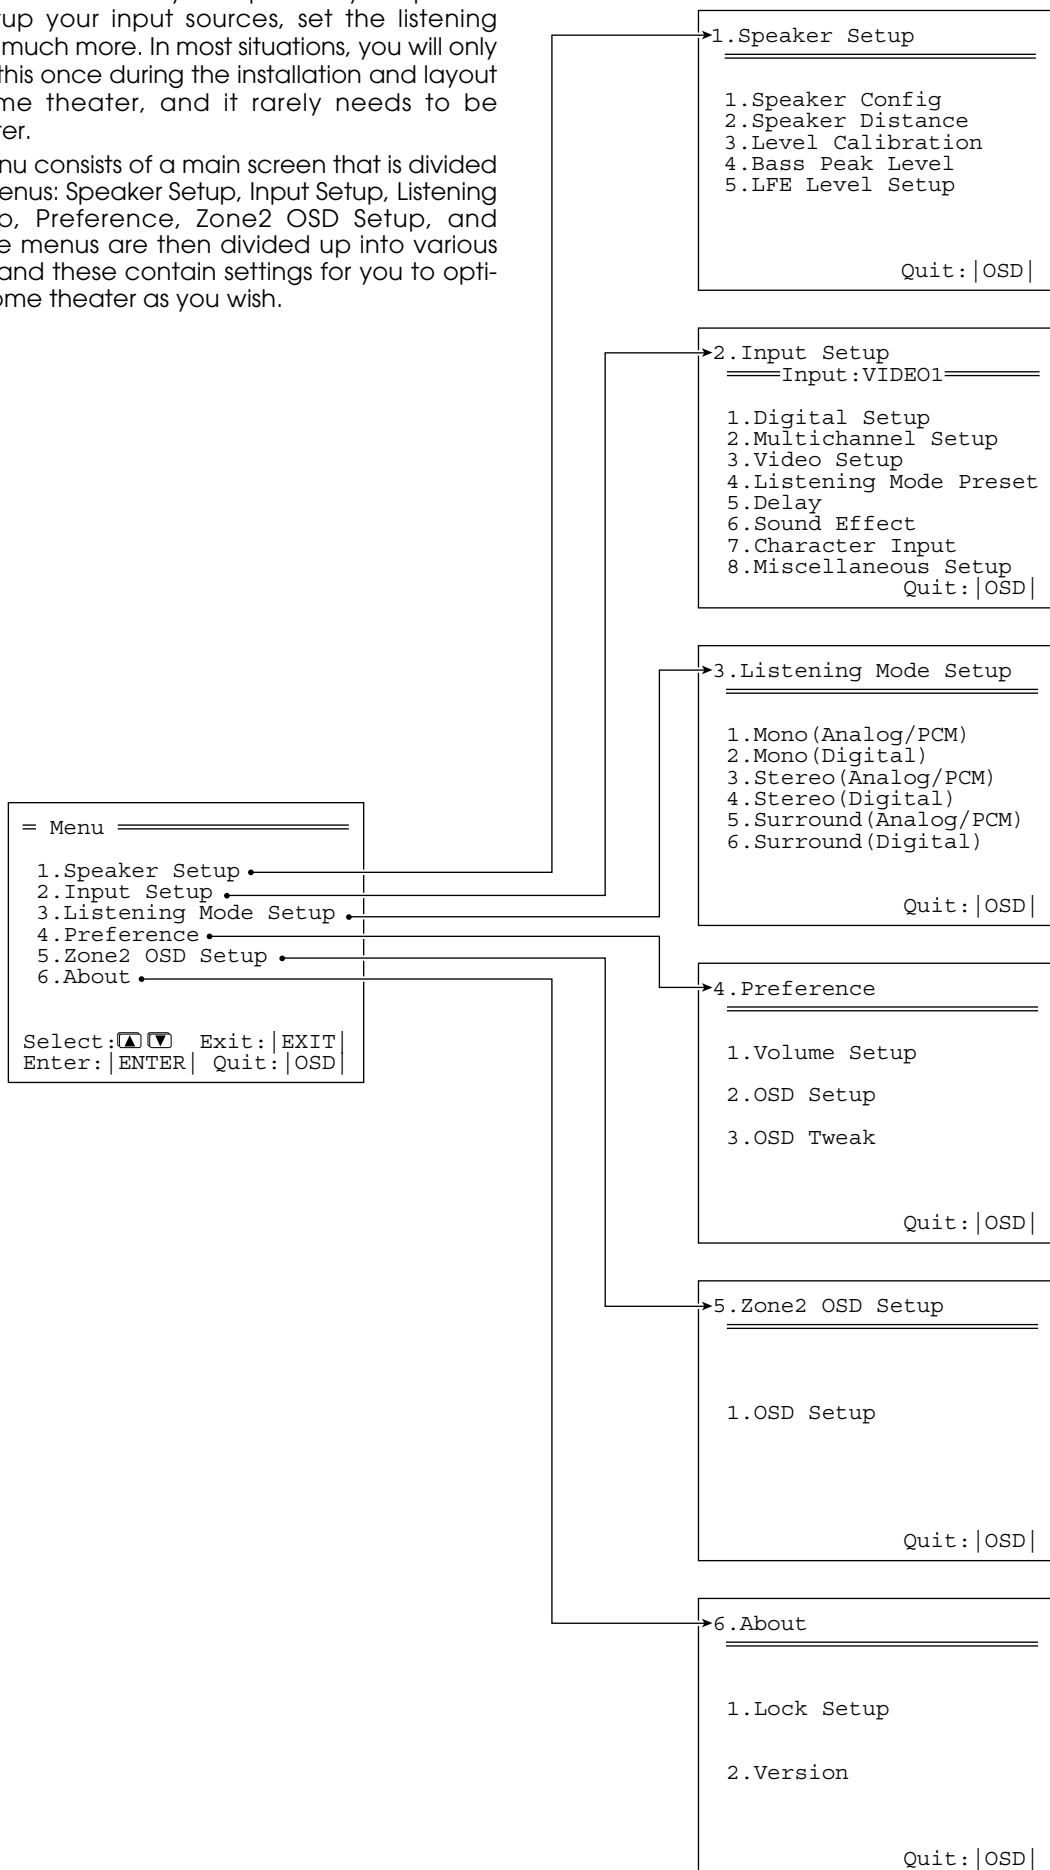 up your input sources, set the listening
much more. In most situations, you will only
this once during the installation and layout
theater, and it rarely needs to be
consists of a main screen that is divided
Speaker Setup, Input Setup, Listening
Preference, Zone2 OSD Setup, and
menus are then divided up into various
and these contain settings for you to opti-
theater as you wish.
= Menu
1.Speaker Setup
2.Input Setup
3.Listening Mode Setup
4.Preference
5.Zone2 OSD Setup
6.About
Select:▲▼ Exit:|EXIT|
Enter:|ENTER| Quit:|OSD|
1.Speaker Setup
1.Speaker Config
2.Speaker Distance
3.Level Calibration
4.Bass Peak Level
5.LFE Level Setup
Quit:|OSD|
2.Input Setup
Input:VIDEO1
1.Digital Setup
2.Multichannel Setup
3.Video Setup
4.Listening Mode Preset
5.Delay
6.Sound Effect
7.Character Input
8.Miscellaneous Setup
Quit:|OSD|
3.Listening Mode Setup
1.Mono(Analog/PCM)
2.Mono(Digital)
3.Stereo(Analog/PCM)
4.Stereo(Digital)
5.Surround(Analog/PCM)
6.Surround(Digital)
Quit:|OSD|
4.Preference
1.Volume Setup
2.OSD Setup
3.OSD Tweak
Quit:|OSD|
5.Zone2 OSD Setup
1.OSD Setup
Quit:|OSD|
6.About
1.Lock Setup
2.Version
Quit:|OSD|